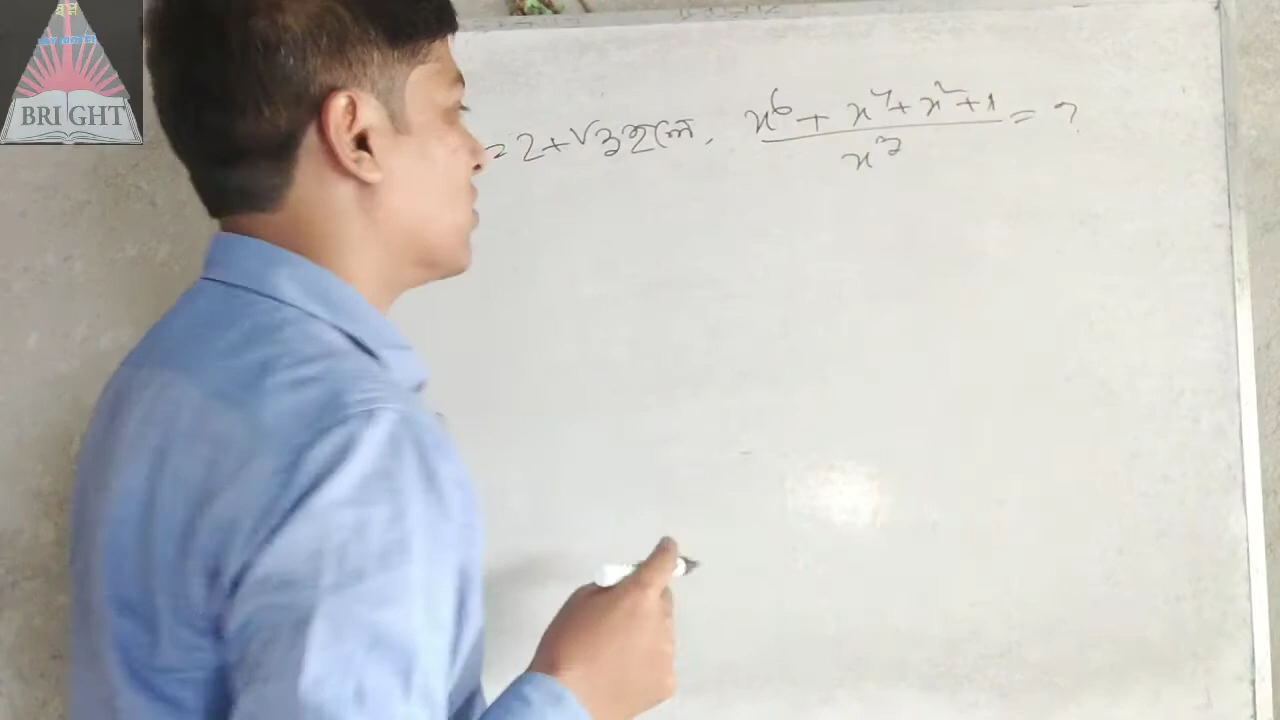 BRIGHT
= 2+√3 হলে, x⁶ + x⁴ + x² + 1 / x³ = ?